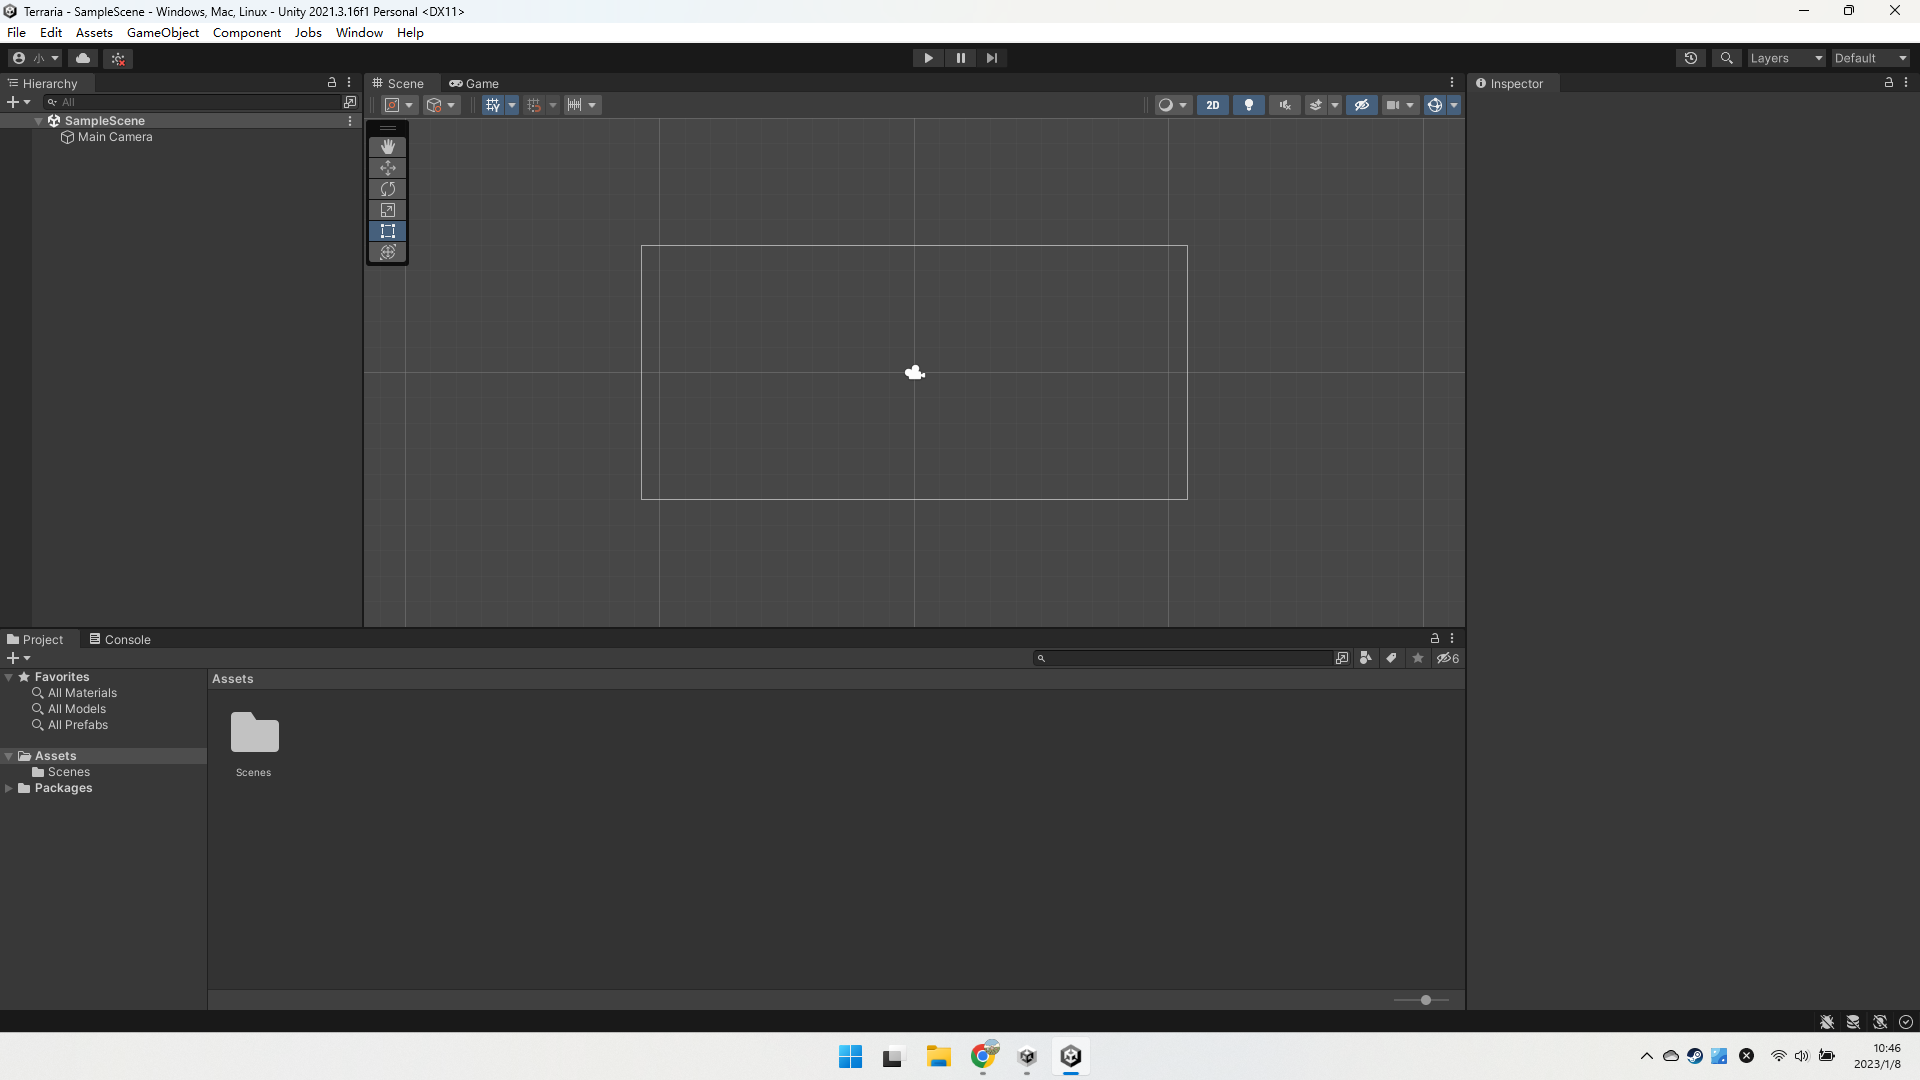 Terraria - SampleScene - Windows, Mac, Linux - Unity 2021.3.16f1 Personal <DX11>
File Edit Assets GameObject Component Jobs Window Help
小
Layers
Default
Hierarchy
Scene
Game
Inspector
All
2D
SampleScene
Main Camera
Project
Console
6
Favorites
All Materials
All Models
All Prefabs
Assets
Scenes
Packages
Assets
Scenes
10:46
2023/1/8